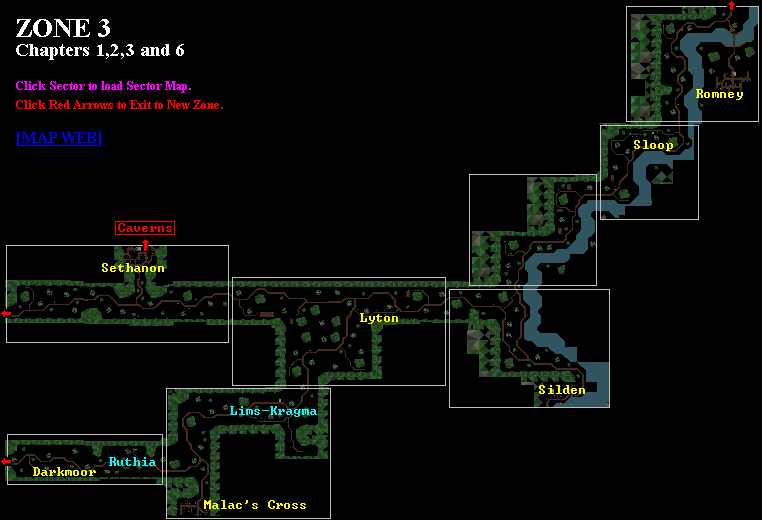 ZONE 3
Chapters 1,2,3 and 6
Click Sector to load Sector Map.
Click Red Arrows to Exit to New Zone.
[MAP WEB]
Romney
Sloop
Caverns
Sethanon
Lyton
Silden
Lims-Kragma
Ruthia
Darkmoor
Malac's Cross